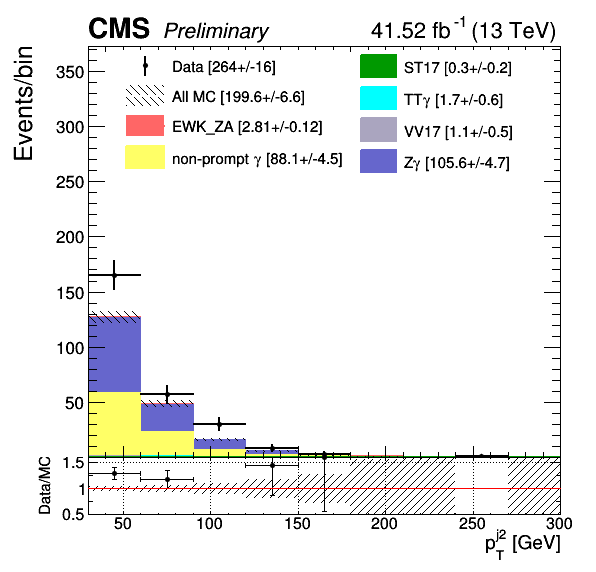 CMS Preliminary 41.52 fb⁻¹ (13 TeV)
Events/bin
350
300
250
200
150
100
50
Data [264+/-16]
All MC [199.6+/-6.6]
EWK_ZA [2.81+/-0.12]
non-prompt γ [88.1+/-4.5]
ST17 [0.3+/-0.2]
TTγ [1.7+/-0.6]
VV17 [1.1+/-0.5]
Zγ [105.6+/-4.7]
Data/MC
1.5
1
0.5
50 100 150 200 250 300
p_T^j2 [GeV]